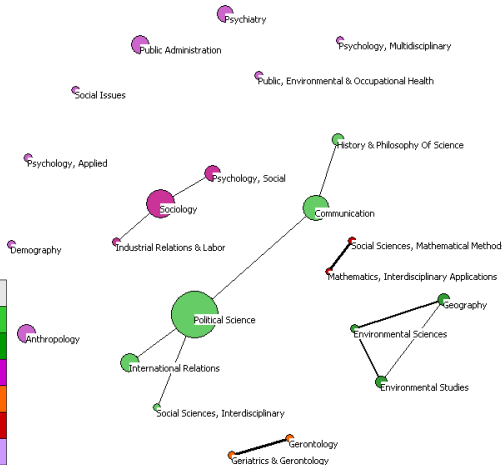 Psychiatry
Public Administration
Psychology, Multidisciplinary
Public, Environmental & Occupational Health
Social Issues
History & Philosophy Of Science
Psychology, Applied
Psychology, Social
Sociology
Communication
Demography
Industrial Relations & Labor
Social Sciences, Mathematical Method
Mathematics, Interdisciplinary Applications
Geography
Political Science
Environmental Sciences
Anthropology
International Relations
Environmental Studies
Social Sciences, Interdisciplinary
Gerontology
Geriatrics & Gerontology